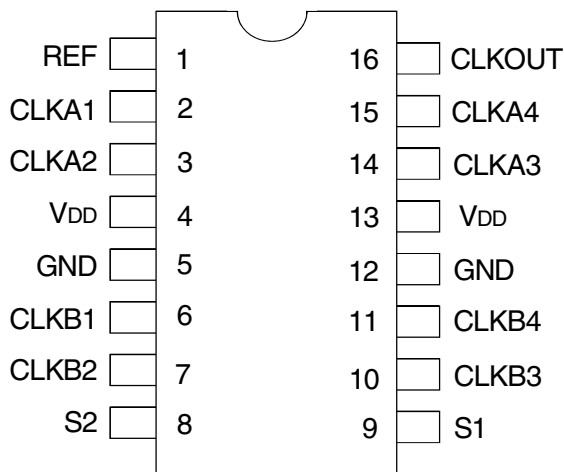 REF 1 16 CLKOUT
CLKA1 2 15 CLKA4
CLKA2 3 14 CLKA3
VDD 4 13 VDD
GND 5 12 GND
CLKB1 6 11 CLKB4
CLKB2 7 10 CLKB3
S2 8 9 S1